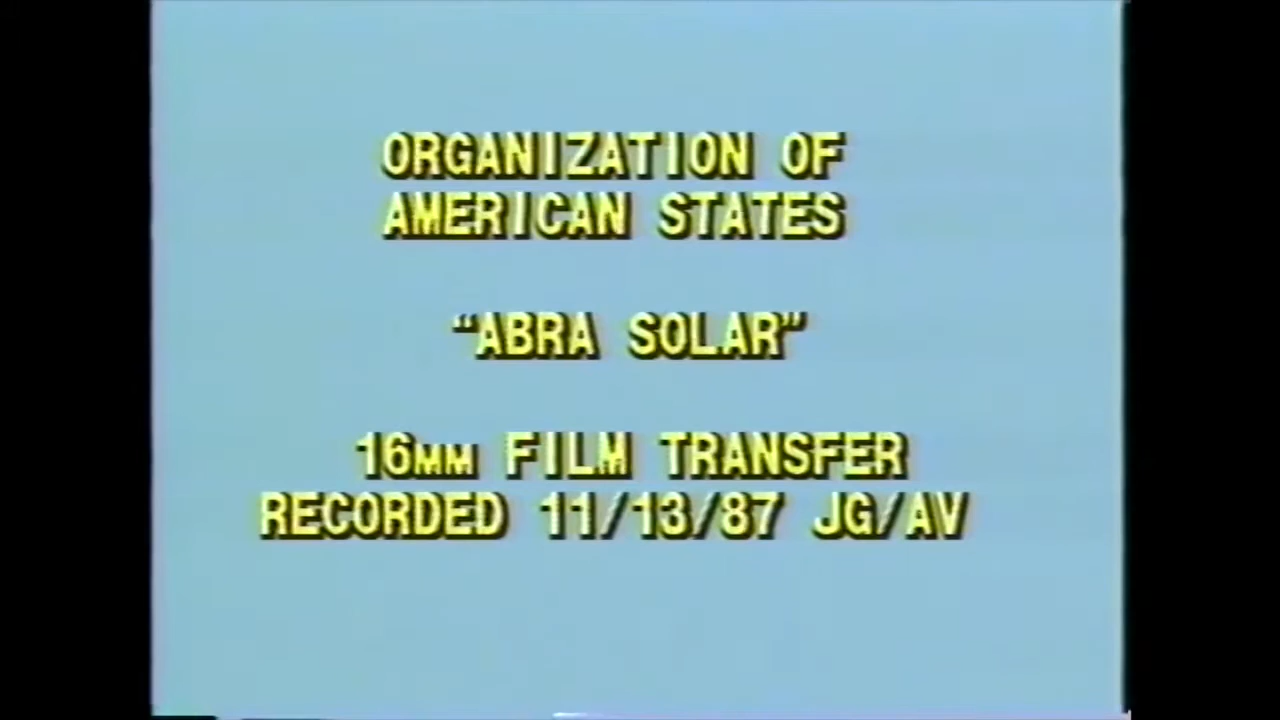 ORGANIZATION OF
AMERICAN STATES
“ABRA SOLAR”
16MM FILM TRANSFER
RECORDED 11/13/87 JG/AV